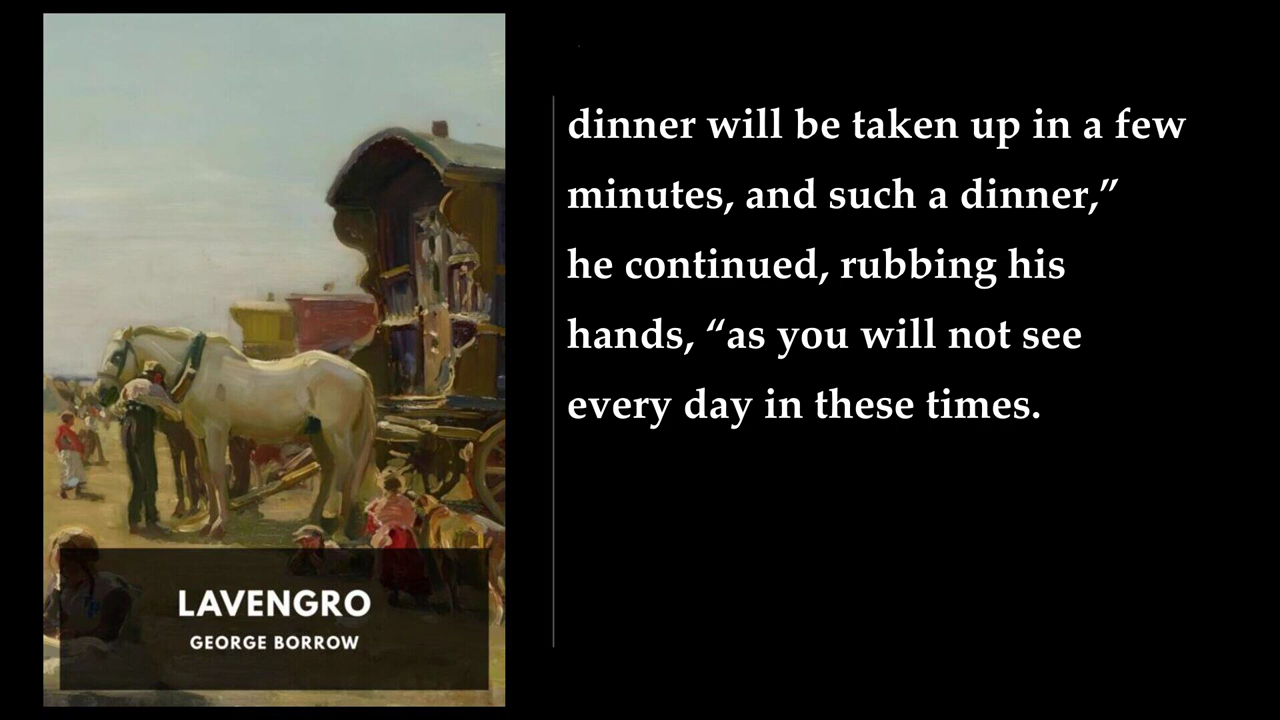 LAVENGRO
GEORGE BORROW
dinner will be taken up in a few
minutes, and such a dinner,”
he continued, rubbing his
hands, “as you will not see
every day in these times.